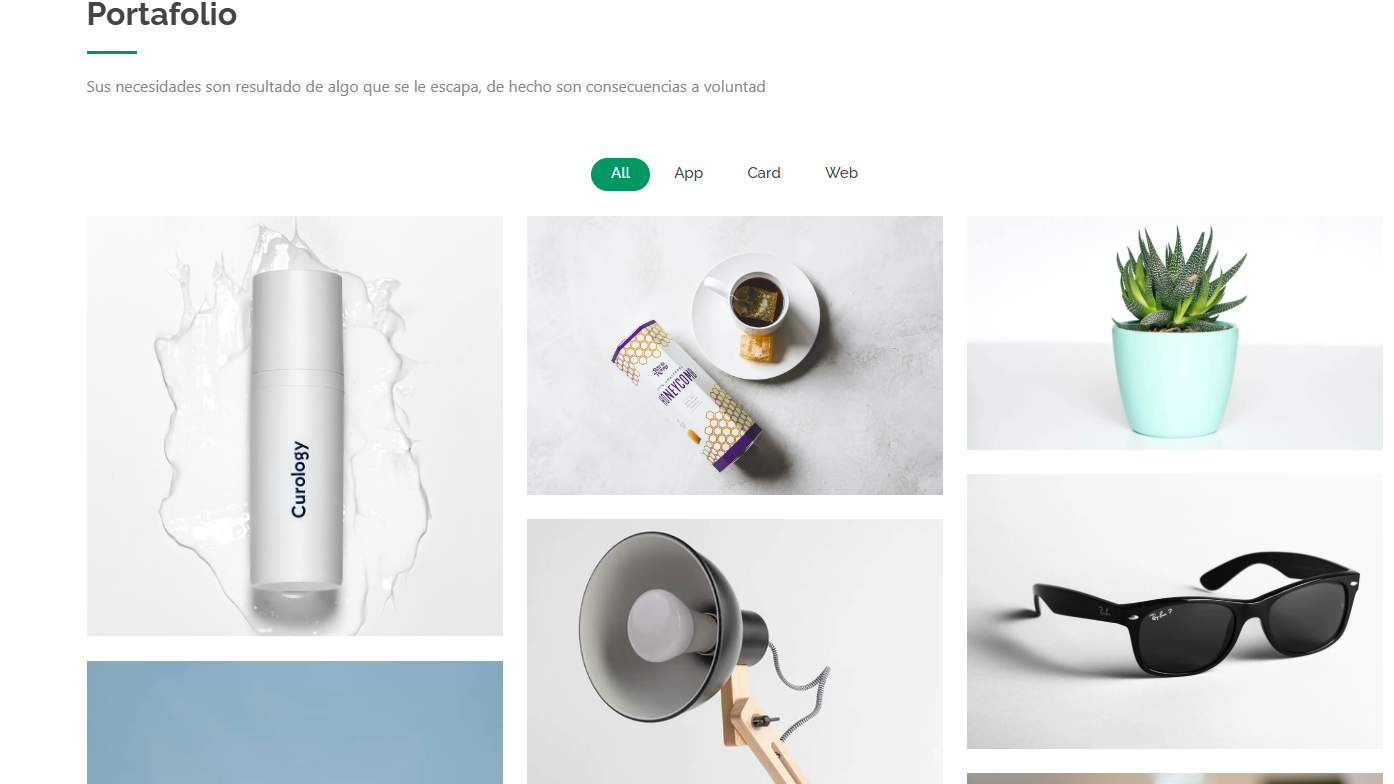 Portafolio
Sus necesidades son resultado de algo que se le escapa, de hecho son consecuencias a voluntad
All
App
Card
Web
Curology
HONEYCOMB
Ray-Ban